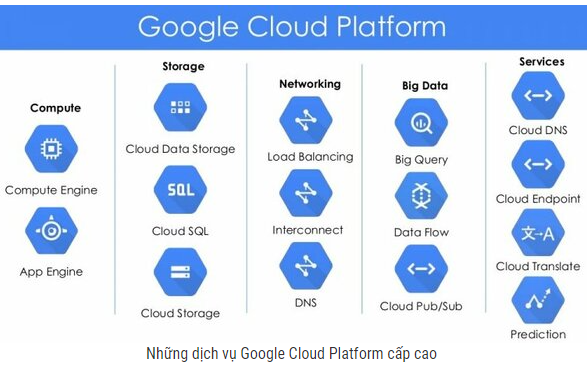 Google Cloud Platform
Compute
Compute Engine
App Engine
Storage
Cloud Data Storage
SQL
Cloud SQL
Cloud Storage
Networking
Load Balancing
Interconnect
DNS
Big Data
Big Query
Data Flow
Cloud Pub/Sub
Services
Cloud DNS
Cloud Endpoint
文→A
Cloud Translate
Prediction
Những dịch vụ Google Cloud Platform cấp cao